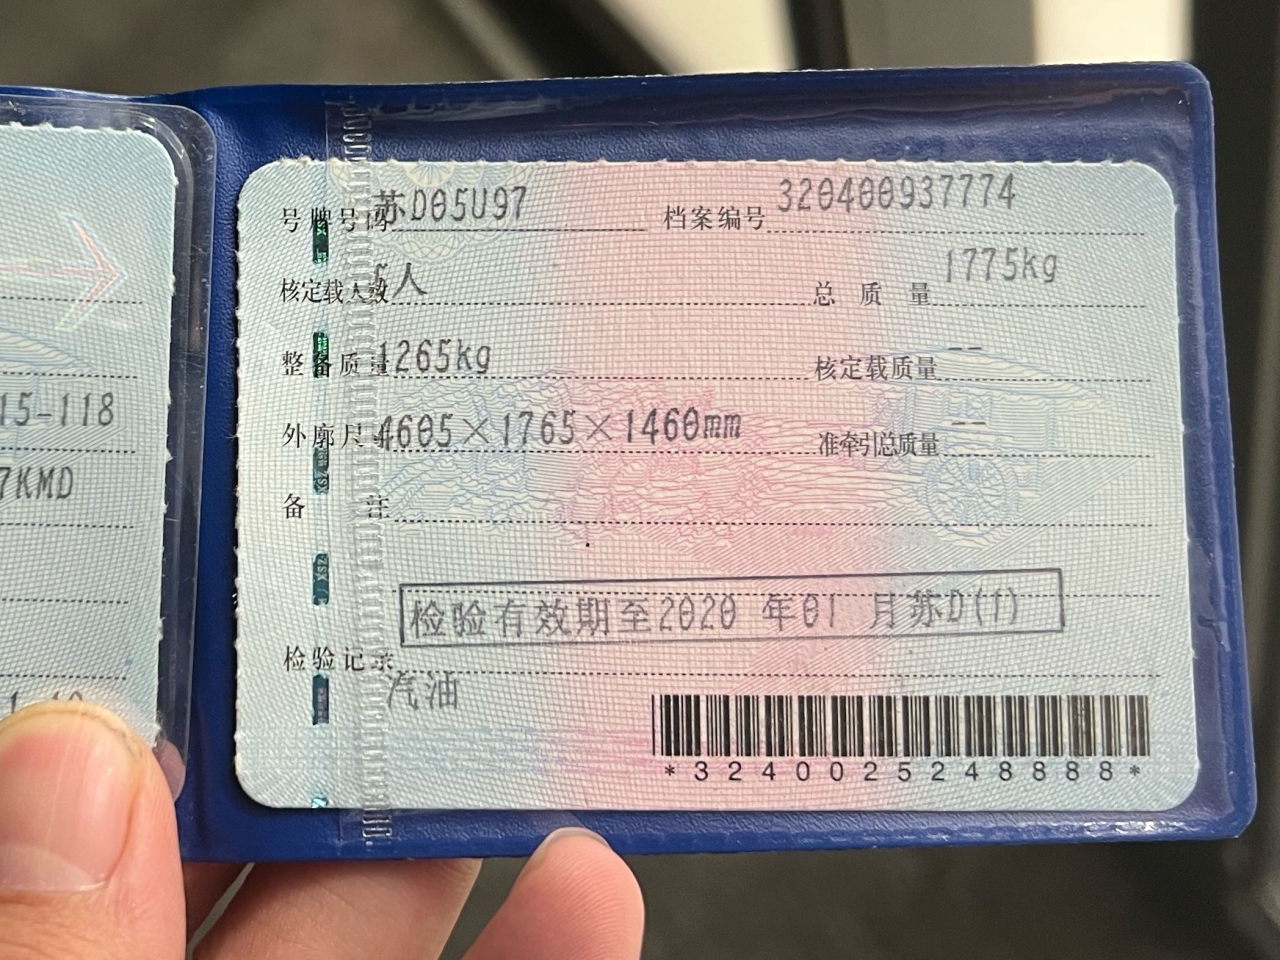 号牌号码 苏D05U97 档案编号 320400937774
核定载人数 5人 总质量 1775kg
整备质量 1265kg 核定载质量 --
外廓尺寸 4605×1765×1460mm 准牵引总质量 --
备注
检验有效期至2020 年01 月苏D(1)
检验记录
汽油
*3240025248888*
15-118
7KMD